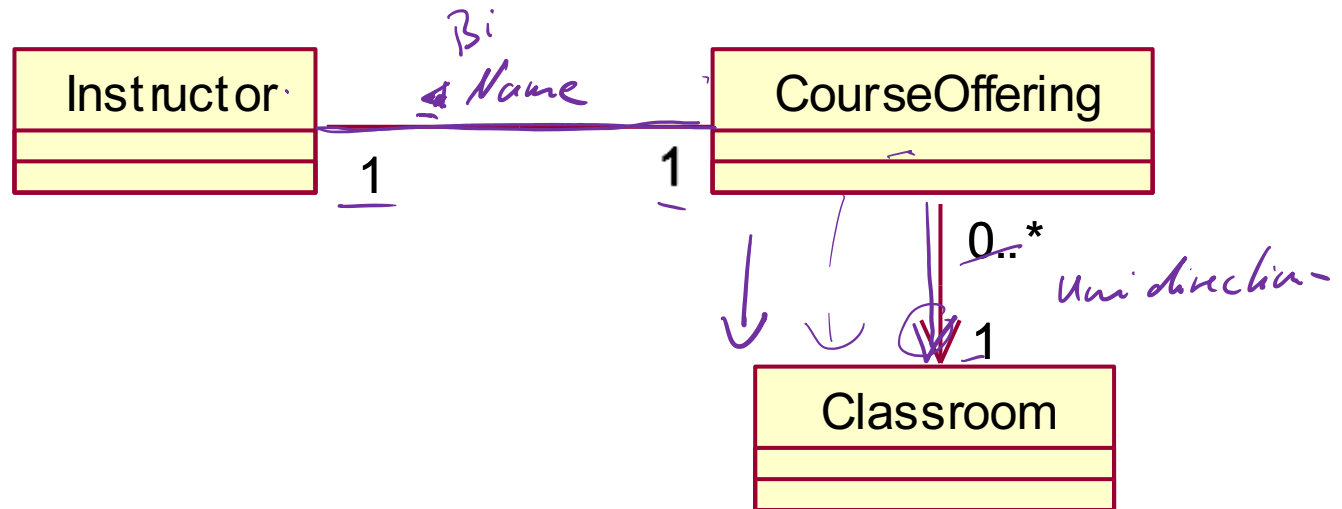 Bi
Instructor
Name
CourseOffering
1
1
0..*
Uni direction-
1
Classroom